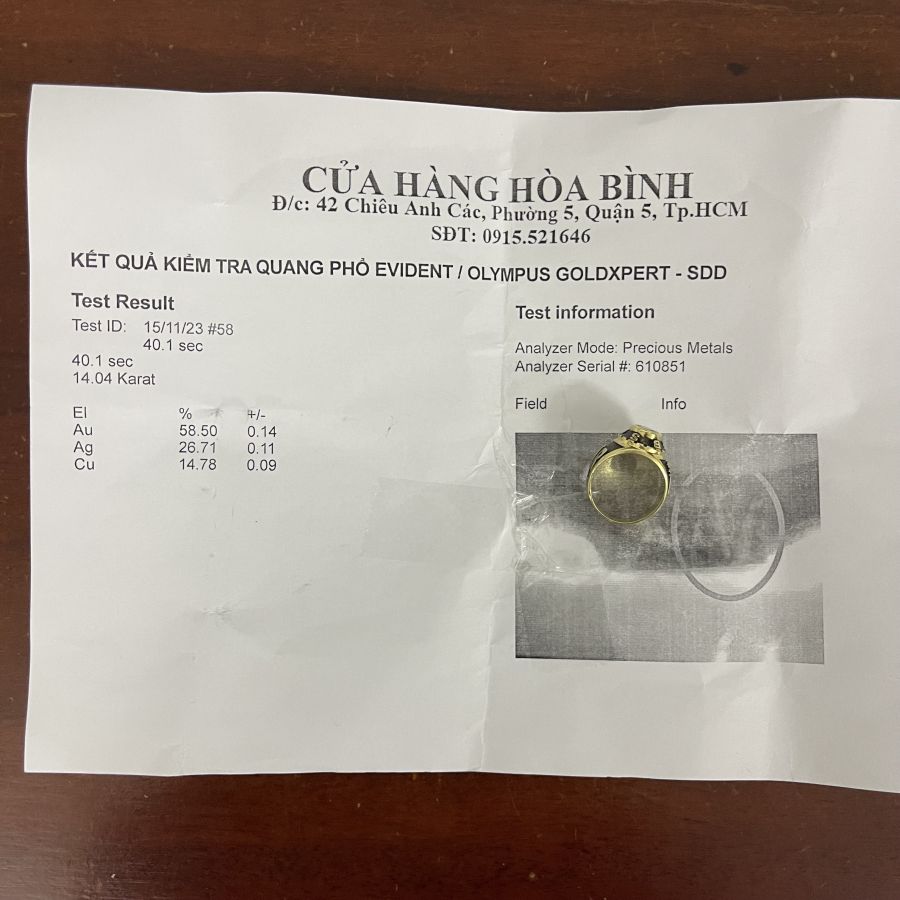 CỬA HÀNG HÒA BÌNH
Đ/c: 42 Chiêu Anh Các, Phường 5, Quận 5, Tp.HCM
SĐT: 0915.521646
KẾT QUẢ KIỂM TRA QUANG PHỔ EVIDENT / OLYMPUS GOLDXPERT - SDD
Test Result
Test ID: 15/11/23 #58
40.1 sec
40.1 sec
14.04 Karat
El % +/-
Au 58.50 0.14
Ag 26.71 0.11
Cu 14.78 0.09
Test information
Analyzer Mode: Precious Metals
Analyzer Serial #: 610851
Field Info